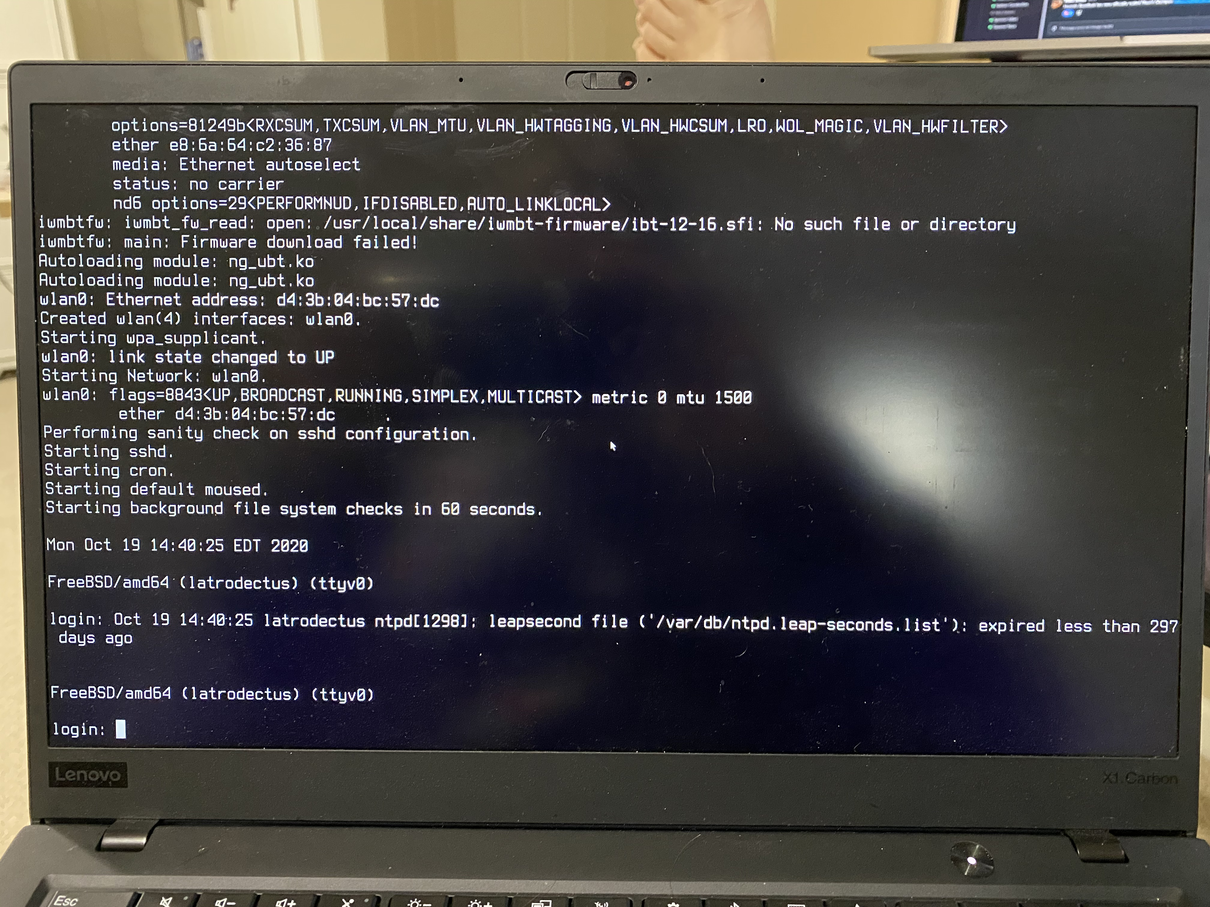 options=81249b<RXCSUM,TXCSUM,VLAN_MTU,VLAN_HWTAGGING,VLAN_HWCSUM,LRO,WOL_MAGIC,VLAN_HWFILTER>
ether e8:6a:64:c2:36:87
media: Ethernet autoselect
status: no carrier
nd6 options=29<PERFORMNUD,IFDISABLED,AUTO_LINKLOCAL>
iwmbtfw: iwmbt_fw_read: open: /usr/local/share/iwmbt-firmware/ibt-12-16.sfi: No such file or directory
iwmbtfw: main: Firmware download failed!
Autoloading module: ng_ubt.ko
Autoloading module: ng_ubt.ko
wlan0: Ethernet address: d4:3b:04:bc:57:dc
Created wlan(4) interfaces: wlan0.
Starting wpa_supplicant.
wlan0: link state changed to UP
Starting Network: wlan0.
wlan0: flags=8843<UP,BROADCAST,RUNNING,SIMPLEX,MULTICAST> metric 0 mtu 1500
ether d4:3b:04:bc:57:dc
Performing sanity check on sshd configuration.
Starting sshd.
Starting cron.
Starting default moused.
Starting background file system checks in 60 seconds.
Mon Oct 19 14:40:25 EDT 2020
FreeBSD/amd64 (latrodectus) (ttyv0)
login: Oct 19 14:40:25 latrodectus ntpd[1298]: leapsecond file ('/var/db/ntpd.leap-seconds.list'): expired less than 297
days ago
FreeBSD/amd64 (latrodectus) (ttyv0)
login:
Lenovo
X1 Carbon
Esc